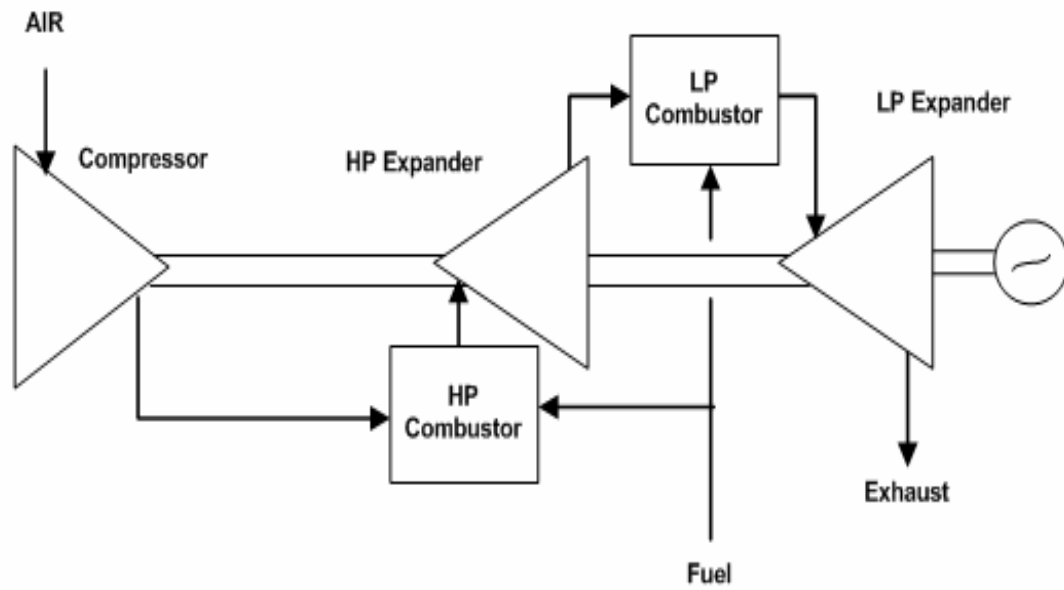 AIR
LP
Combustor
LP Expander
Compressor
HP Expander
HP
Combustor
Exhaust
Fuel